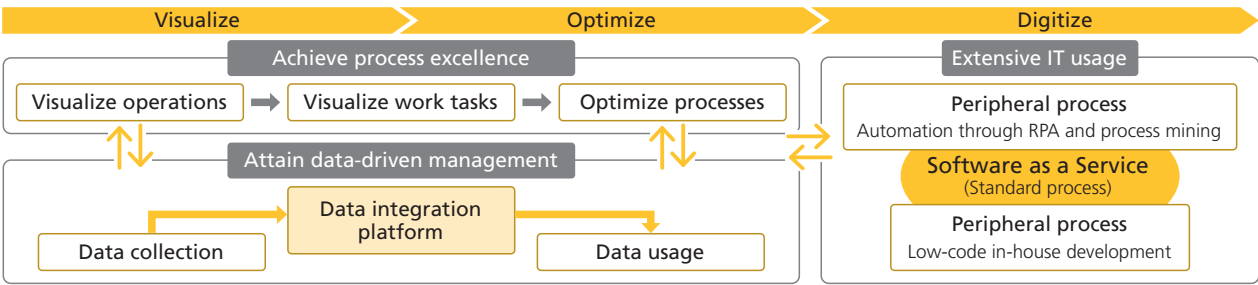 Visualize
Optimize
Digitize
Achieve process excellence
Visualize operations
Visualize work tasks
Optimize processes
Attain data-driven management
Data collection
Data integration
platform
Data usage
Extensive IT usage
Peripheral process
Automation through RPA and process mining
Software as a Service
(Standard process)
Peripheral process
Low-code in-house development